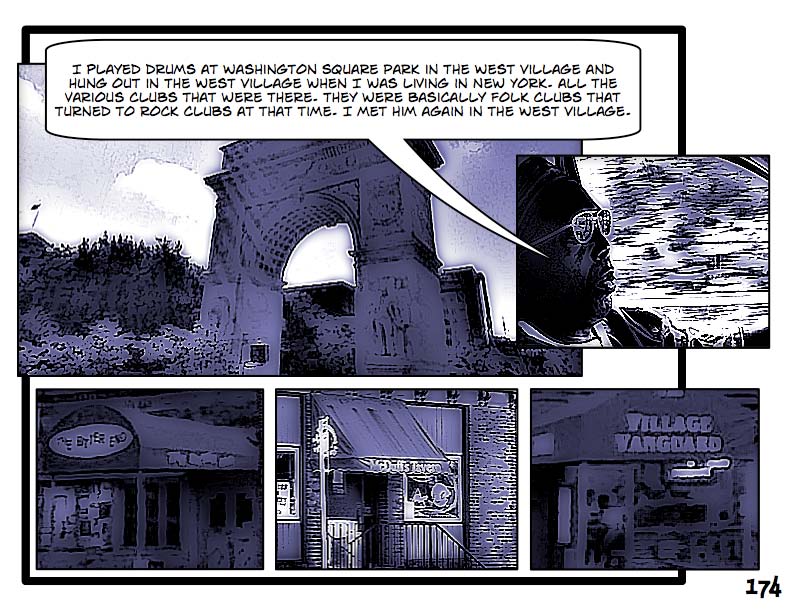 I PLAYED DRUMS AT WASHINGTON SQUARE PARK IN THE WEST VILLAGE AND
HUNG OUT IN THE WEST VILLAGE WHEN I WAS LIVING IN NEW YORK. ALL THE
VARIOUS CLUBS THAT WERE THERE. THEY WERE BASICALLY FOLK CLUBS THAT
TURNED TO ROCK CLUBS AT THAT TIME. I MET HIM AGAIN IN THE WEST VILLAGE.
THE BITTER END
McDuff's Tavern
VILLAGE
VANGUARD
174